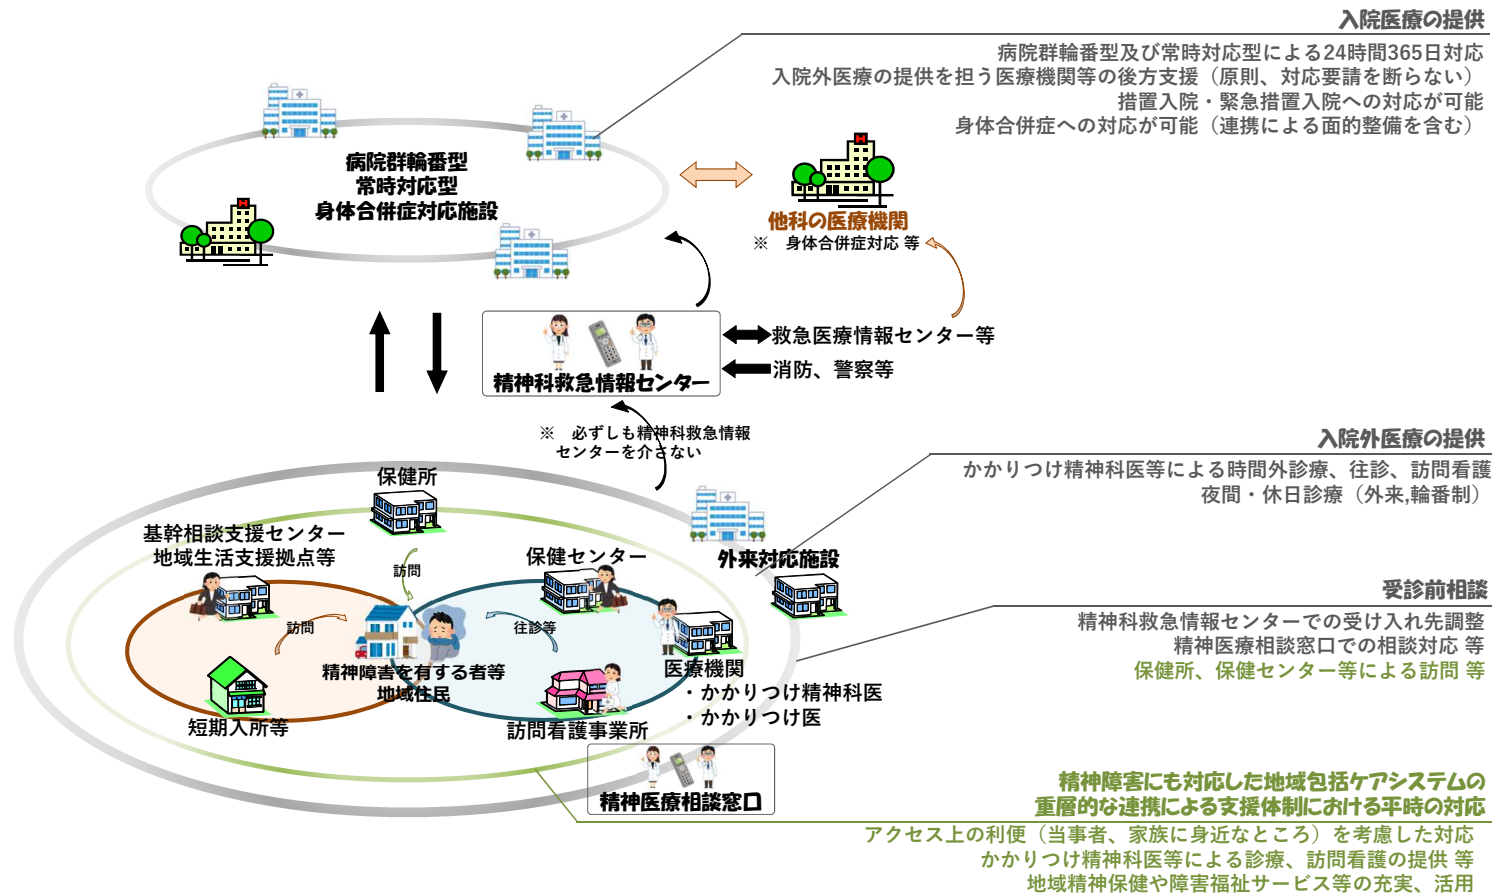 入院医療の提供
病院群輪番型及び常時対応型による24時間365日対応
入院外医療の提供を担う医療機関等の後方支援（原則、対応要請を断らない）
措置入院・緊急措置入院への対応が可能
身体合併症への対応が可能（連携による面的整備を含む）
病院群輪番型
常時対応型
身体合併症対応施設
他科の医療機関
※　身体合併症対応 等
救急医療情報センター等
消防、警察等
精神科救急情報センター
※　必ずしも精神科救急情報
センターを介さない
入院外医療の提供
かかりつけ精神科医等による時間外診療、往診、訪問看護
夜間・休日診療（外来,輪番制）
保健所
基幹相談支援センター
地域生活支援拠点等
訪問
保健センター
外来対応施設
訪問
往診等
精神障害を有する者等
地域住民
医療機関
・かかりつけ精神科医
・かかりつけ医
短期入所等
訪問看護事業所
精神医療相談窓口
受診前相談
精神科救急情報センターでの受け入れ先調整
精神医療相談窓口での相談対応 等
保健所、保健センター等による訪問 等
精神障害にも対応した地域包括ケアシステムの
重層的な連携による支援体制における平時の対応
アクセス上の利便（当事者、家族に身近なところ）を考慮した対応
かかりつけ精神科医等による診療、訪問看護の提供 等
地域精神保健や障害福祉サービス等の充実、活用